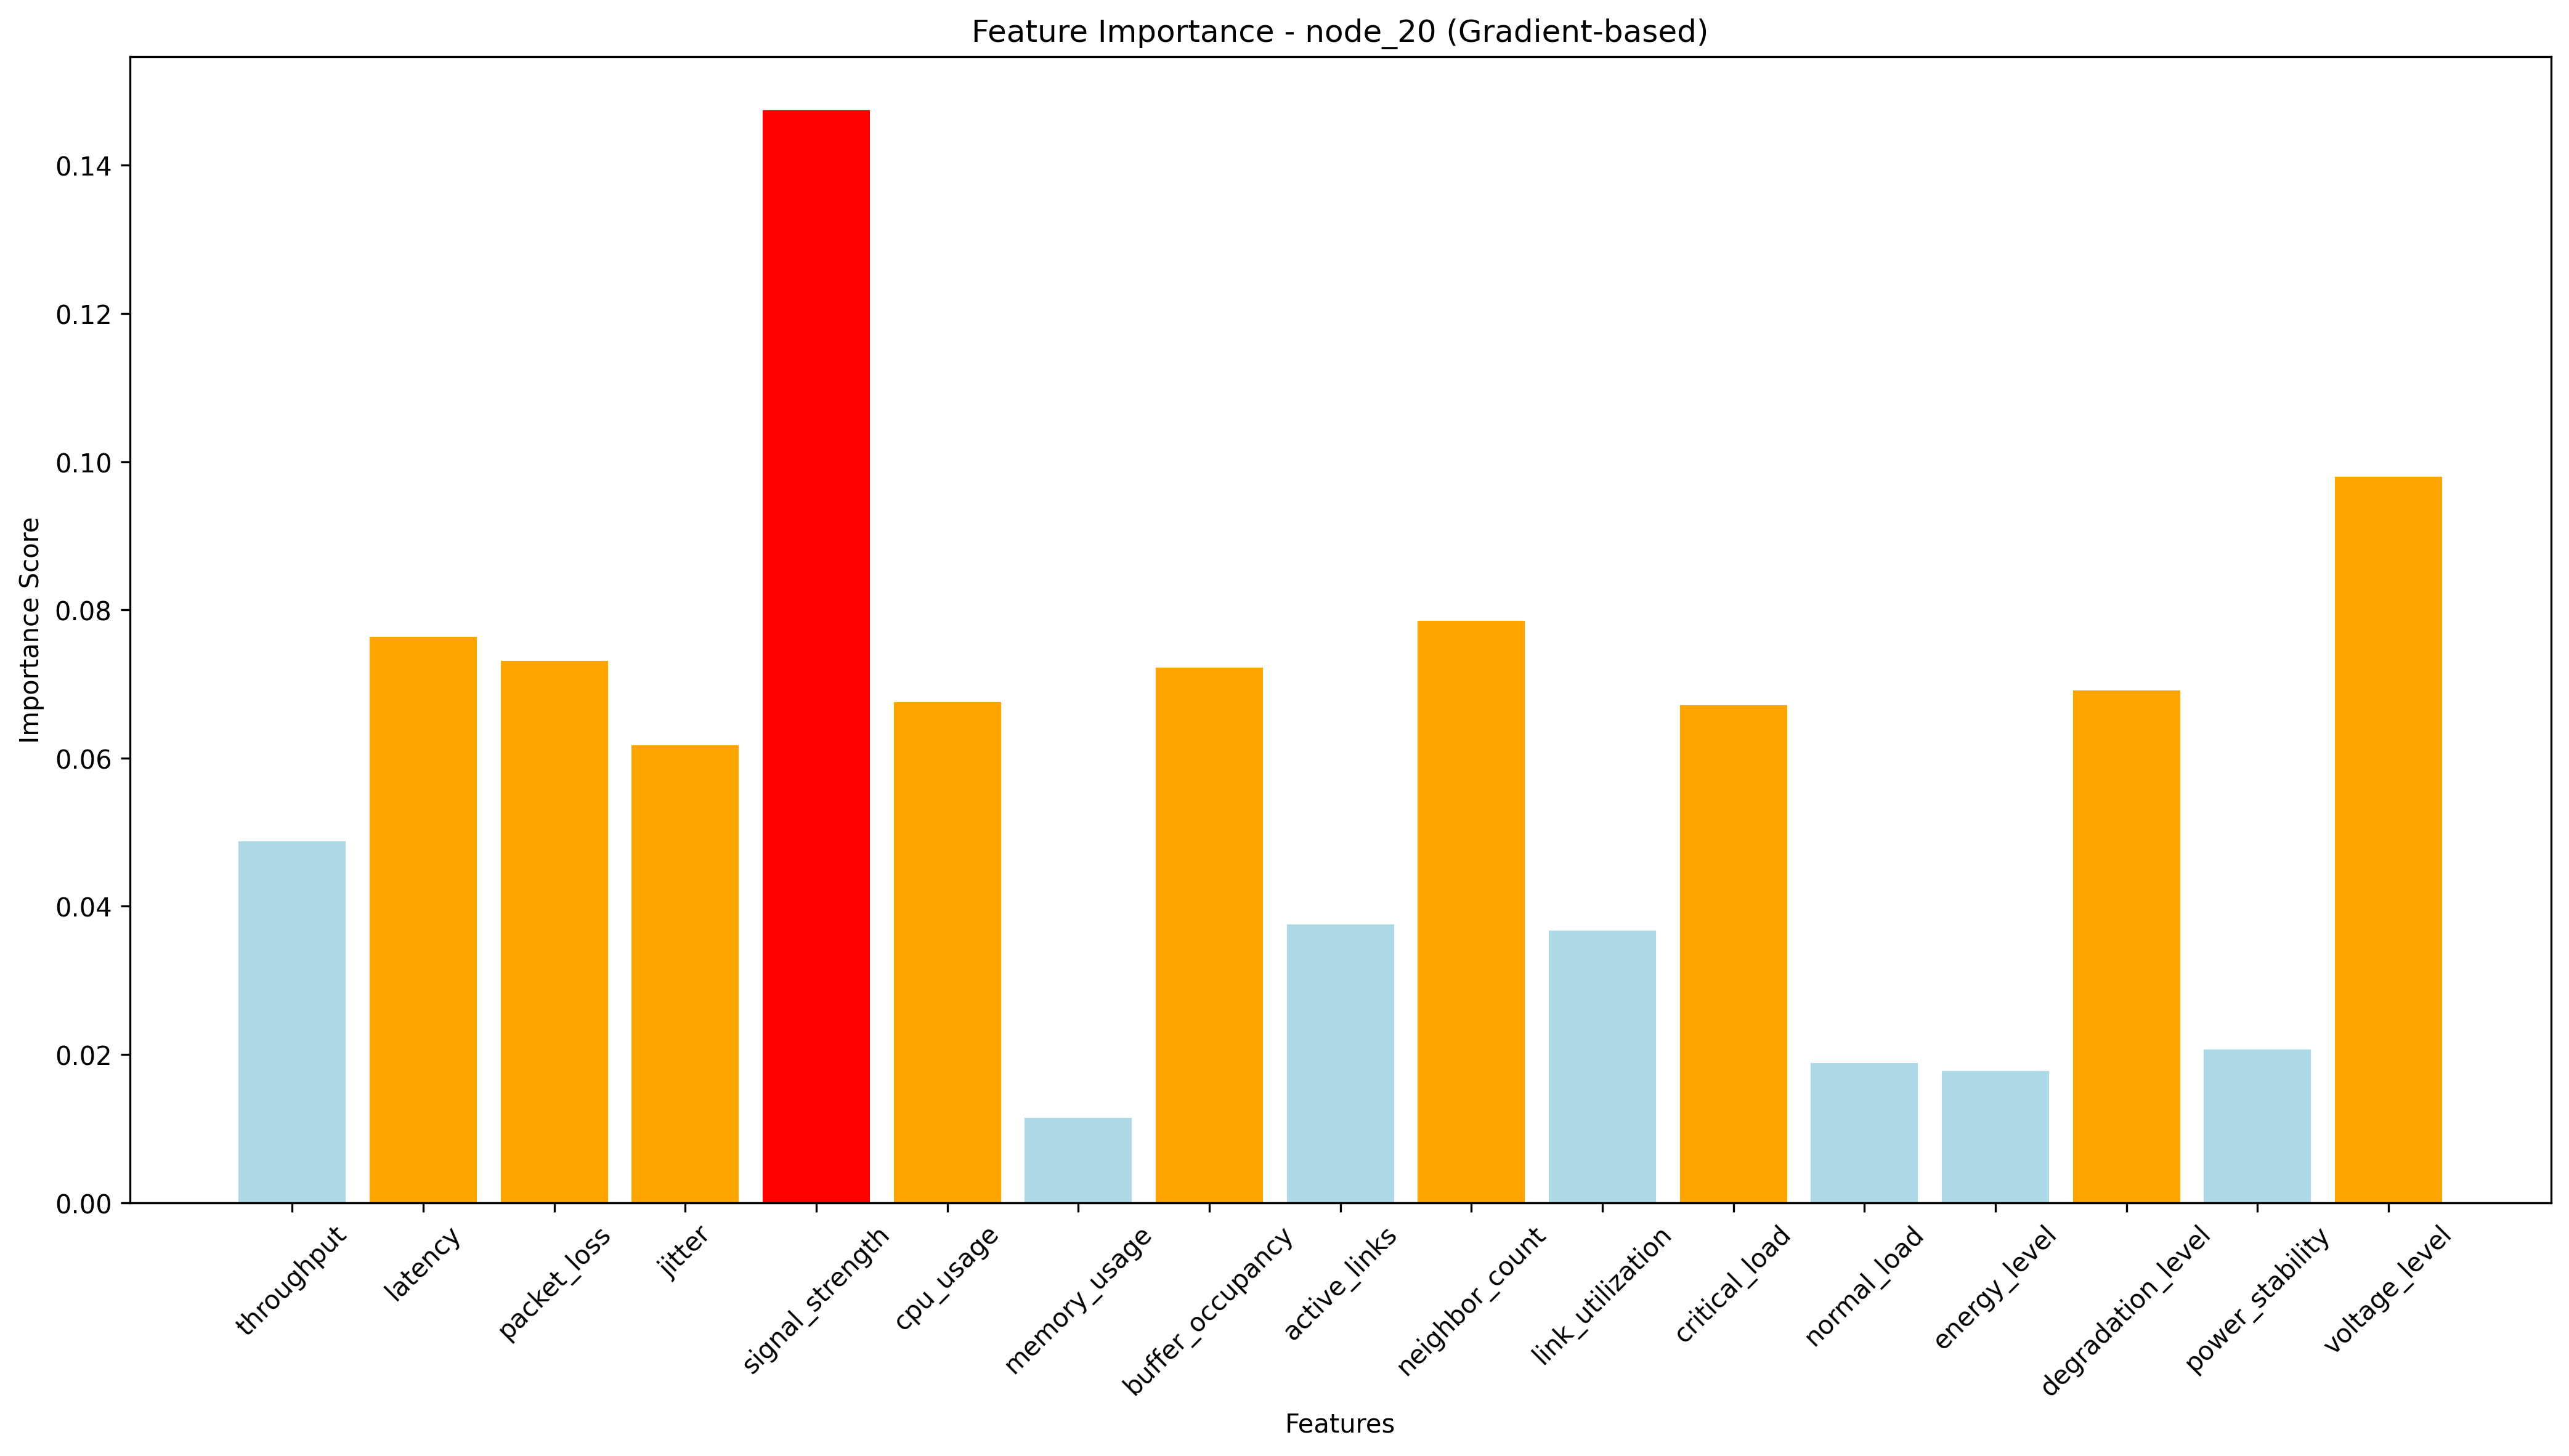 Feature Importance - node_20 (Gradient-based)
Importance Score
0.14
0.12
0.10
0.08
0.06
0.04
0.02
0.00
throughput
latency
packet_loss
jitter
signal_strength
cpu_usage
memory_usage
buffer_occupancy
active_links
neighbor_count
link_utilization
critical_load
normal_load
energy_level
degradation_level
power_stability
voltage_level
Features